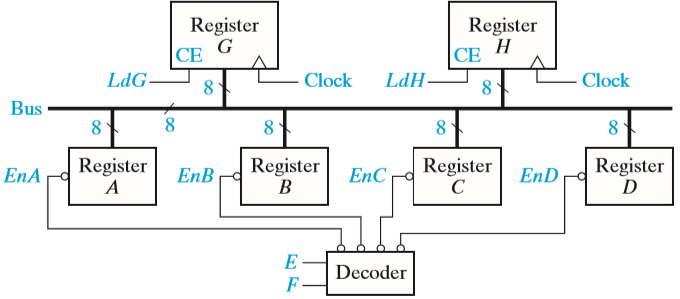 Register Register
G H
CE CE
LdG 8 Clock LdH 8 Clock
Bus
8 8 8 8 8
EnA Register A EnB Register B EnC Register C EnD Register D
E
F
Decoder